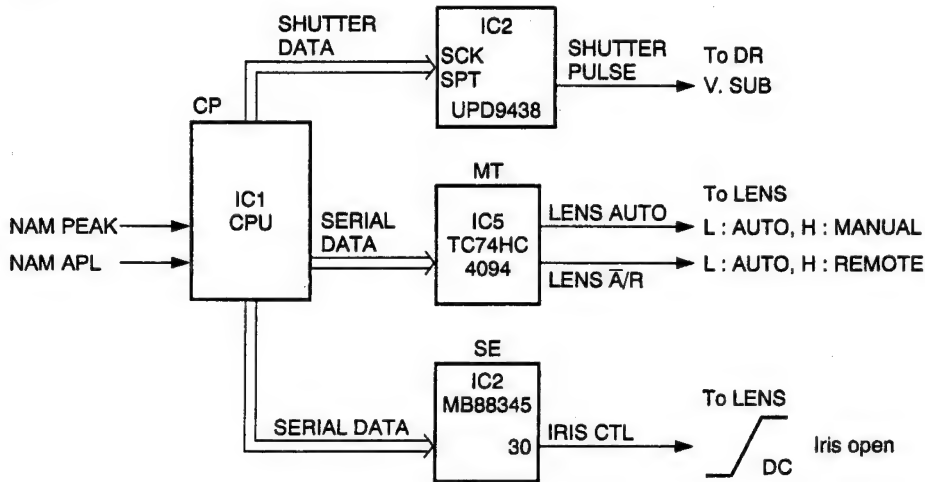 SHUTTER
DATA
IC2
SCK
SPT
UPD9438
SHUTTER
PULSE
To DR
V. SUB
CP
IC1
CPU
NAM PEAK
NAM APL
SERIAL
DATA
MT
IC5
TC74HC
4094
LENS AUTO
LENS A̅/R
To LENS
L : AUTO, H : MANUAL
L : AUTO, H : REMOTE
SERIAL DATA
SE
IC2
MB88345
30
IRIS CTL
To LENS
DC
Iris open